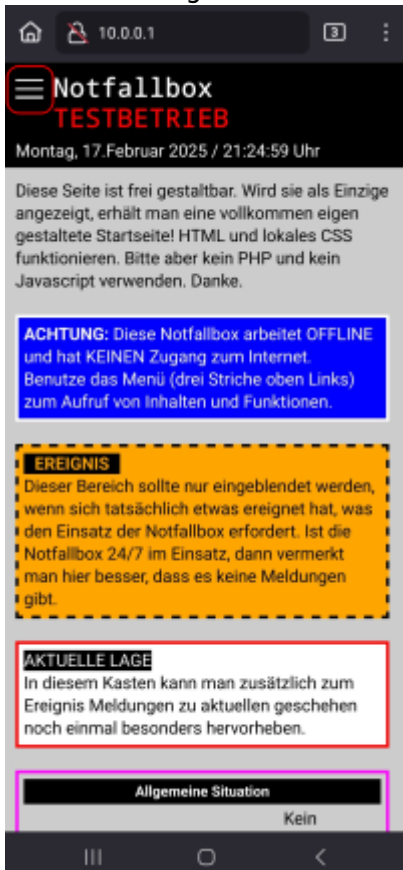 10.0.0.1
3
Notfallbox
TESTBETRIEB
Montag, 17.Februar 2025 / 21:24:59 Uhr
Diese Seite ist frei gestaltbar. Wird sie als Einzige
angezeigt, erhält man eine vollkommen eigen
gestaltete Startseite! HTML und lokales CSS
funktionieren. Bitte aber kein PHP und kein
Javascript verwenden. Danke.
ACHTUNG: Diese Notfallbox arbeitet OFFLINE
und hat KEINEN Zugang zum Internet.
Benutze das Menü (drei Striche oben Links)
zum Aufruf von Inhalten und Funktionen.
EREIGNIS
Dieser Bereich sollte nur eingeblendet werden,
wenn sich tatsächlich etwas ereignet hat, was
den Einsatz der Notfallbox erfordert. Ist die
Notfallbox 24/7 im Einsatz, dann vermerkt
man hier besser, dass es keine Meldungen
gibt.
AKTUELLE LAGE
In diesem Kasten kann man zusätzlich zum
Ereignis Meldungen zu aktuellen geschehen
noch einmal besonders hervorheben.
Allgemeine Situation
Kein